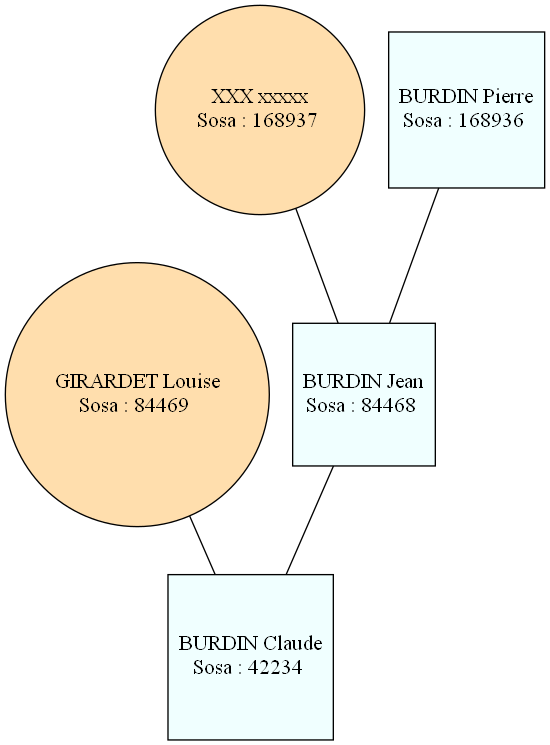 XXX xxxxx
Sosa : 168937
BURDIN Pierre
Sosa : 168936
GIRARDET Louise
Sosa : 84469
BURDIN Jean
Sosa : 84468
BURDIN Claude
Sosa : 42234